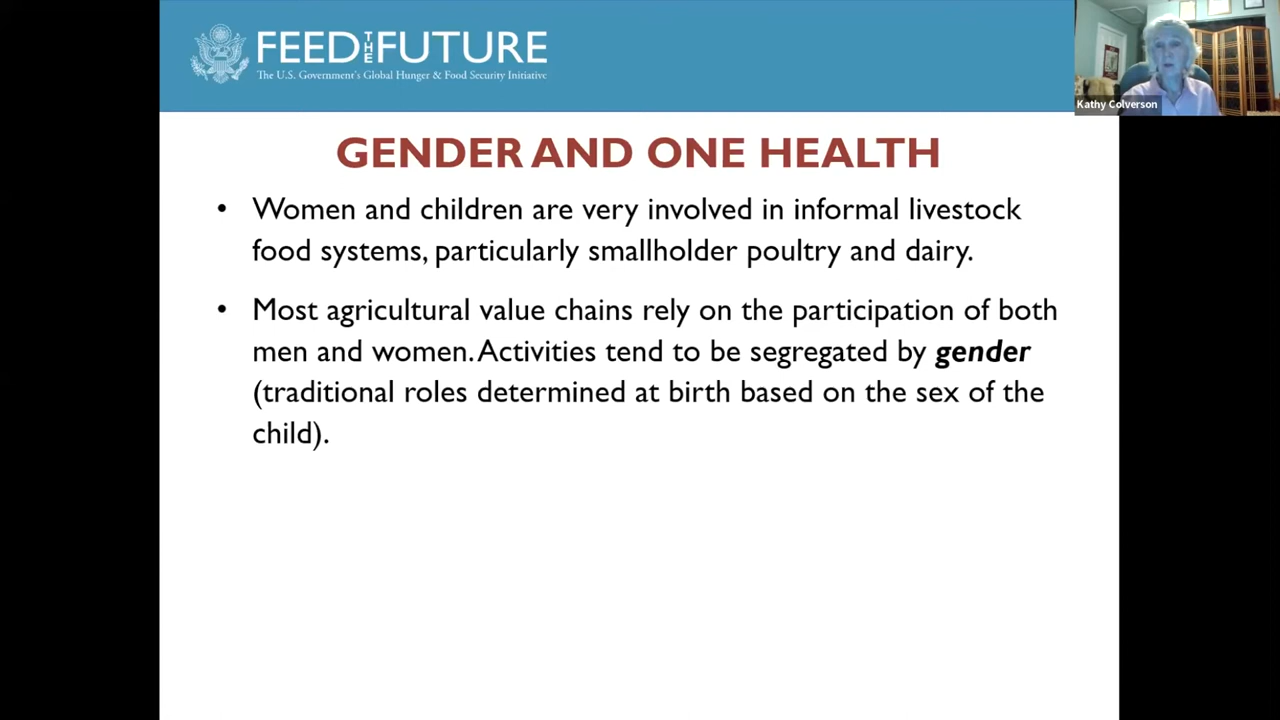 FEED THE FUTURE
The U.S. Government's Global Hunger & Food Security Initiative
Kathy Colverson
GENDER AND ONE HEALTH
• Women and children are very involved in informal livestock
food systems, particularly smallholder poultry and dairy.
• Most agricultural value chains rely on the participation of both
men and women. Activities tend to be segregated by gender
(traditional roles determined at birth based on the sex of the
child).